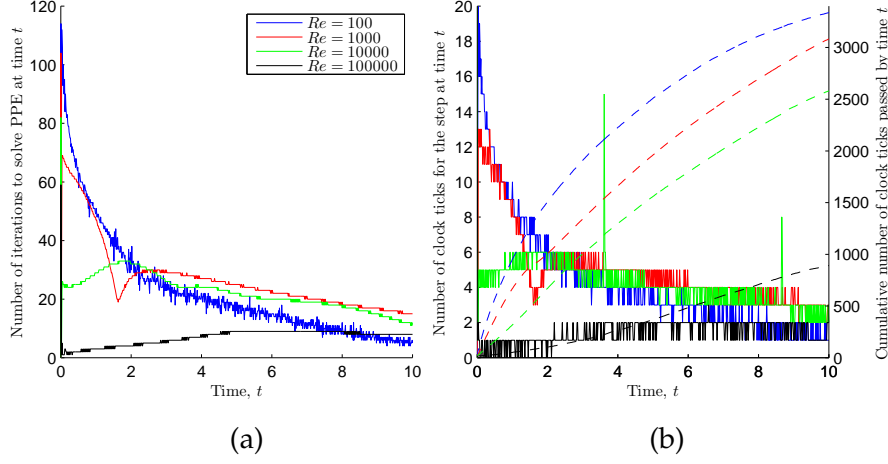 Number of iterations to solve PPE at time t
120
100
80
60
40
20
0
0 2 4 6 8 10
Time, t
Re = 100
Re = 1000
Re = 10000
Re = 100000
(a)
Number of clock ticks for the step at time t
20
18
16
14
12
10
8
6
4
2
0
0 2 4 6 8 10
Time, t
3000
2500
2000
1500
1000
500
0
Cumulative number of clock ticks passed by time t
(b)